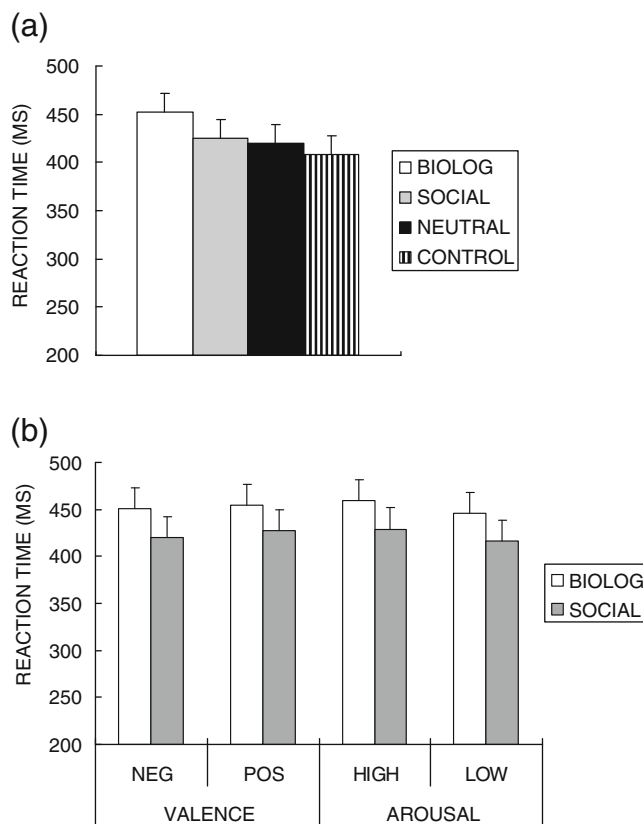 (a)
REACTION TIME (MS)
500
450
400
350
300
250
200
BIOLOG
SOCIAL
NEUTRAL
CONTROL
(b)
REACTION TIME (MS)
500
450
400
350
300
250
200
BIOLOG
SOCIAL
NEG POS HIGH LOW
VALENCE AROUSAL